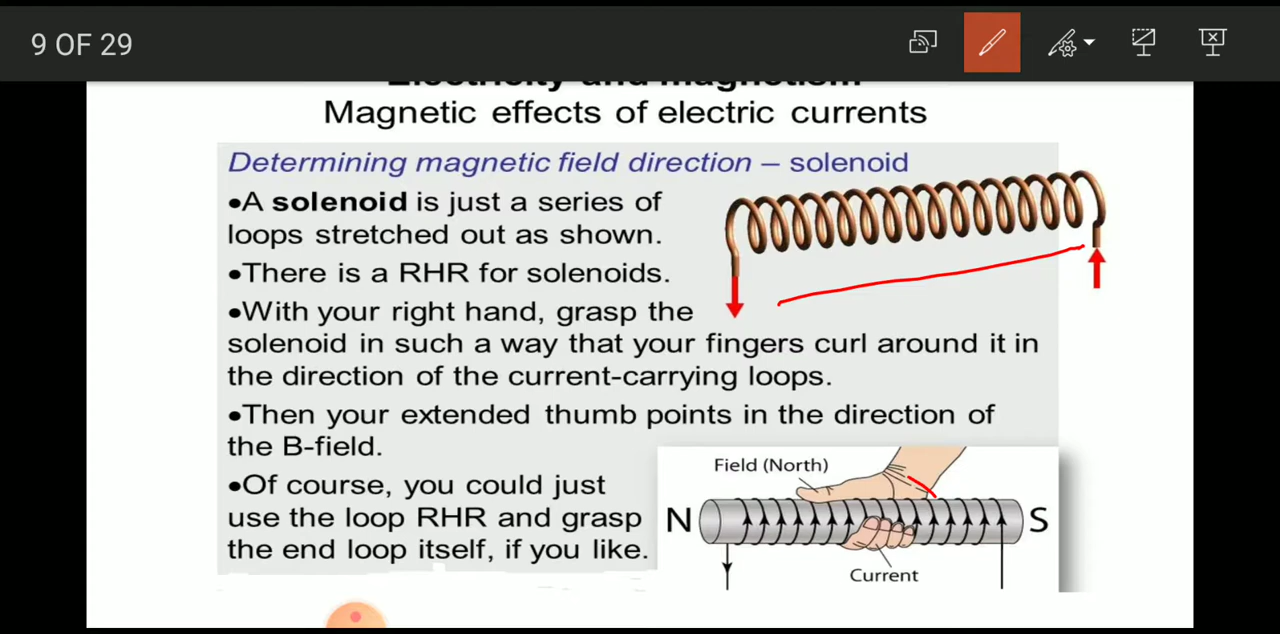 9 OF 29
Electricity and magnetism
Magnetic effects of electric currents
Determining magnetic field direction – solenoid
•A solenoid is just a series of
loops stretched out as shown.
•There is a RHR for solenoids.
•With your right hand, grasp the
solenoid in such a way that your fingers curl around it in
the direction of the current-carrying loops.
•Then your extended thumb points in the direction of
the B-field.
•Of course, you could just
use the loop RHR and grasp
the end loop itself, if you like.
Field (North)
N
S
Current